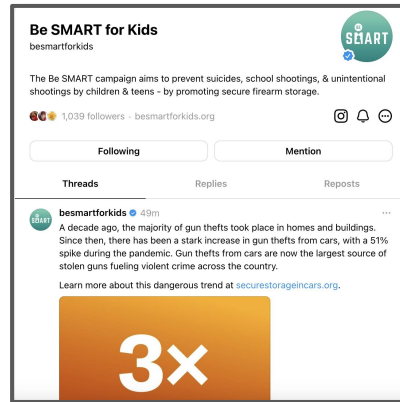 Be SMART for Kids
besmartforkids
BE
SMART
The Be SMART campaign aims to prevent suicides, school shootings, & unintentional
shootings by children & teens - by promoting secure firearm storage.
1,039 followers · besmartforkids.org
Following
Mention
Threads
Replies
Reposts
BE
SMART
besmartforkids 49m
A decade ago, the majority of gun thefts took place in homes and buildings.
Since then, there has been a stark increase in gun thefts from cars, with a 51%
spike during the pandemic. Gun thefts from cars are now the largest source of
stolen guns fueling violent crime across the country.
Learn more about this dangerous trend at securestorageincars.org.
3×